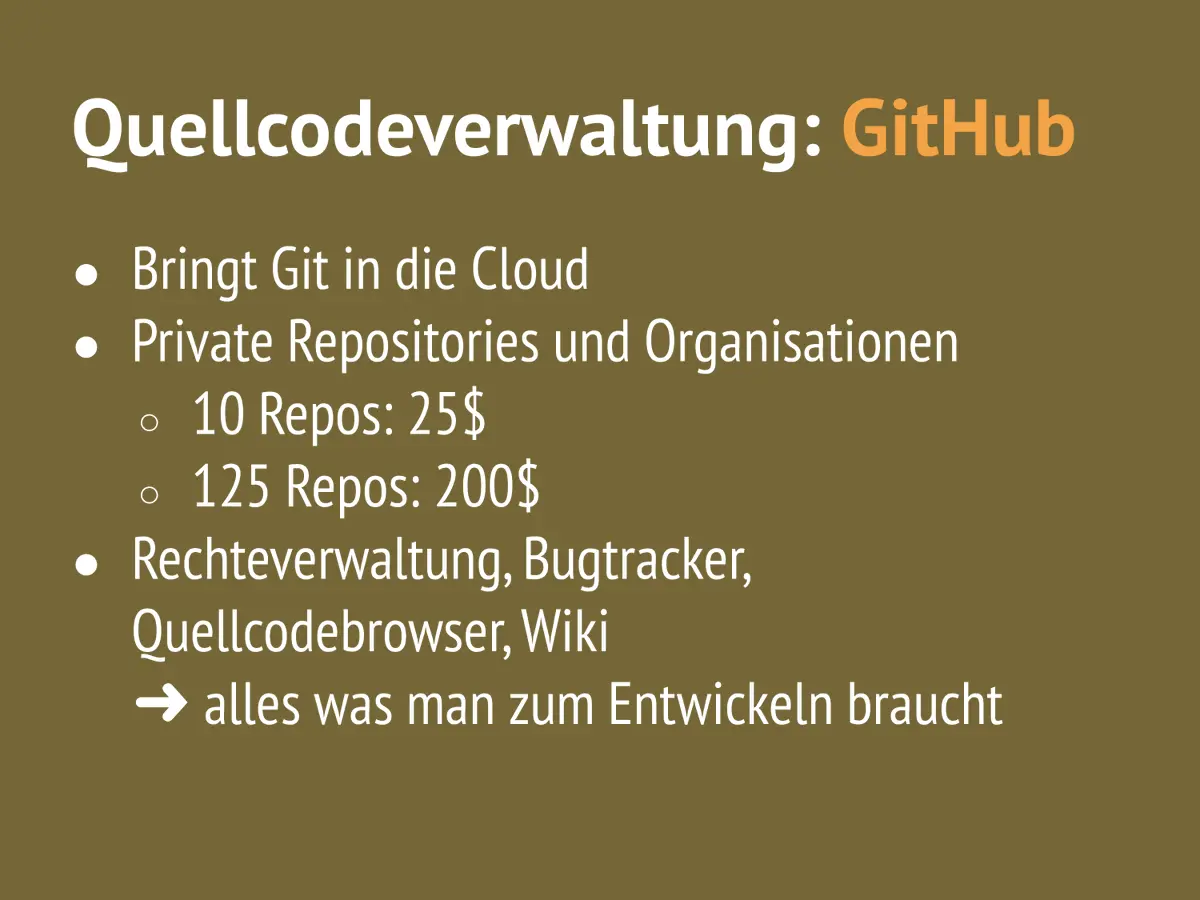 Quellcodeverwaltung: GitHub
● Bringt Git in die Cloud
● Private Repositories und Organisationen
○ 10 Repos: 25$
○ 125 Repos: 200$
● Rechteverwaltung, Bugtracker,
Quellcodebrowser, Wiki
➜ alles was man zum Entwickeln braucht